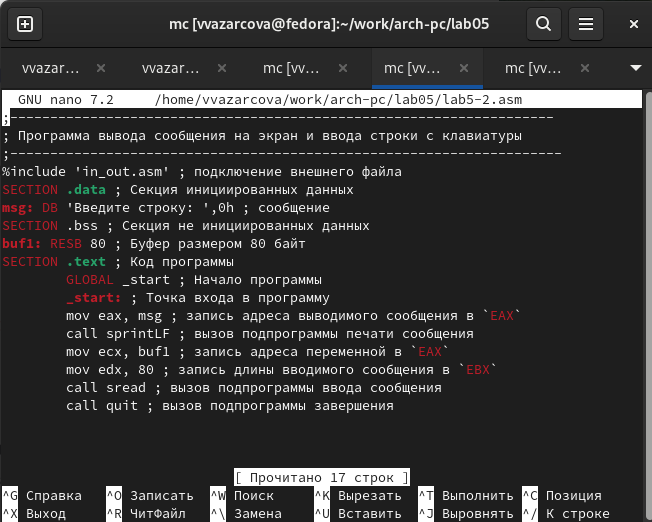 mc [vvazarcova@fedora]:~/work/arch-pc/lab05
vvazar... × vvazar... × mc [vv... × mc [vv... × mc [vv... ×
GNU nano 7.2 /home/vvazarcova/work/arch-pc/lab05/lab5-2.asm
;--------------------------------------------------------------------
; Программа вывода сообщения на экран и ввода строки с клавиатуры
;---------------------------------------------------------------------
%include 'in_out.asm' ; подключение внешнего файла
SECTION .data ; Секция инициированных данных
msg: DB 'Введите строку: ',0h ; сообщение
SECTION .bss ; Секция не инициированных данных
buf1: RESB 80 ; Буфер размером 80 байт
SECTION .text ; Код программы
GLOBAL _start ; Начало программы
_start: ; Точка входа в программу
mov eax, msg ; запись адреса выводимого сообщения в `EAX`
call sprintLF ; вызов подпрограммы печати сообщения
mov ecx, buf1 ; запись адреса переменной в `EAX`
mov edx, 80 ; запись длины вводимого сообщения в `EBX`
call sread ; вызов подпрограммы ввода сообщения
call quit ; вызов подпрограммы завершения
[ Прочитано 17 строк ]
^G Справка ^O Записать ^W Поиск ^K Вырезать ^T Выполнить ^C Позиция
^X Выход ^R ЧитФайл ^\ Замена ^U Вставить ^J Выровнять ^/ К строке